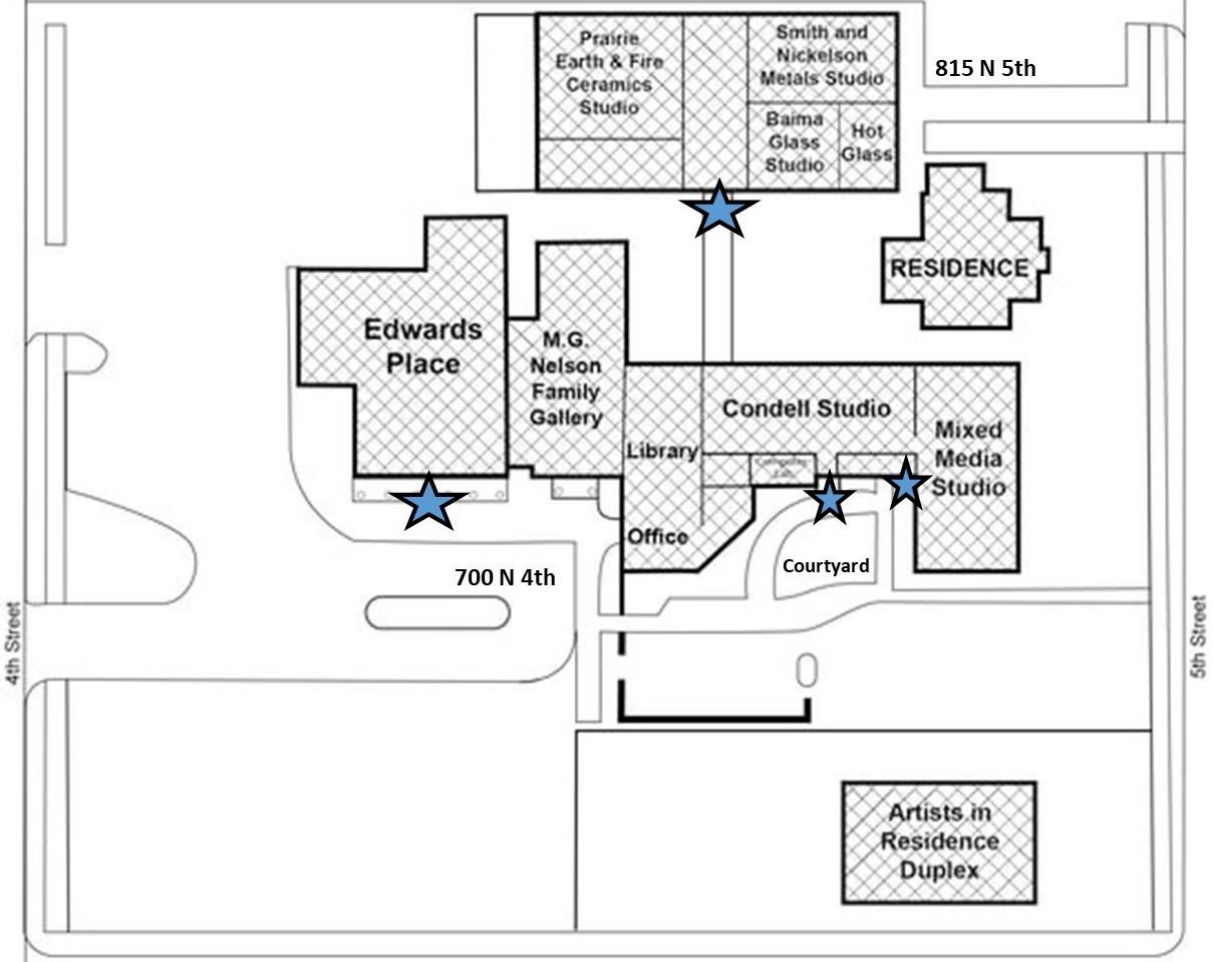 Prairie
Earth & Fire
Ceramics
Studio
Smith and
Nickelson
Metals Studio
Baima
Glass
Studio
Hot
Glass
815 N 5th
RESIDENCE
Edwards
Place
M.G.
Nelson
Family
Gallery
Condell Studio
Library
Mixed
Media
Studio
Office
Courtyard
700 N 4th
4th Street
5th Street
Artists in
Residence
Duplex